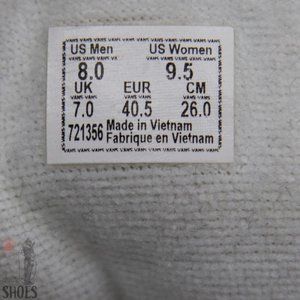 US Men US Women
8.0 9.5
UK EUR CM
7.0 40.5 26.0
721356 Made in Vietnam
Fabrique en Vietnam
SHOES